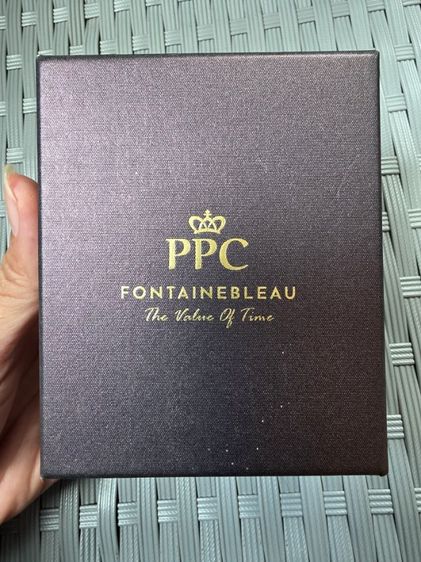 PPC
FONTAINEBLEAU
The Value Of Time